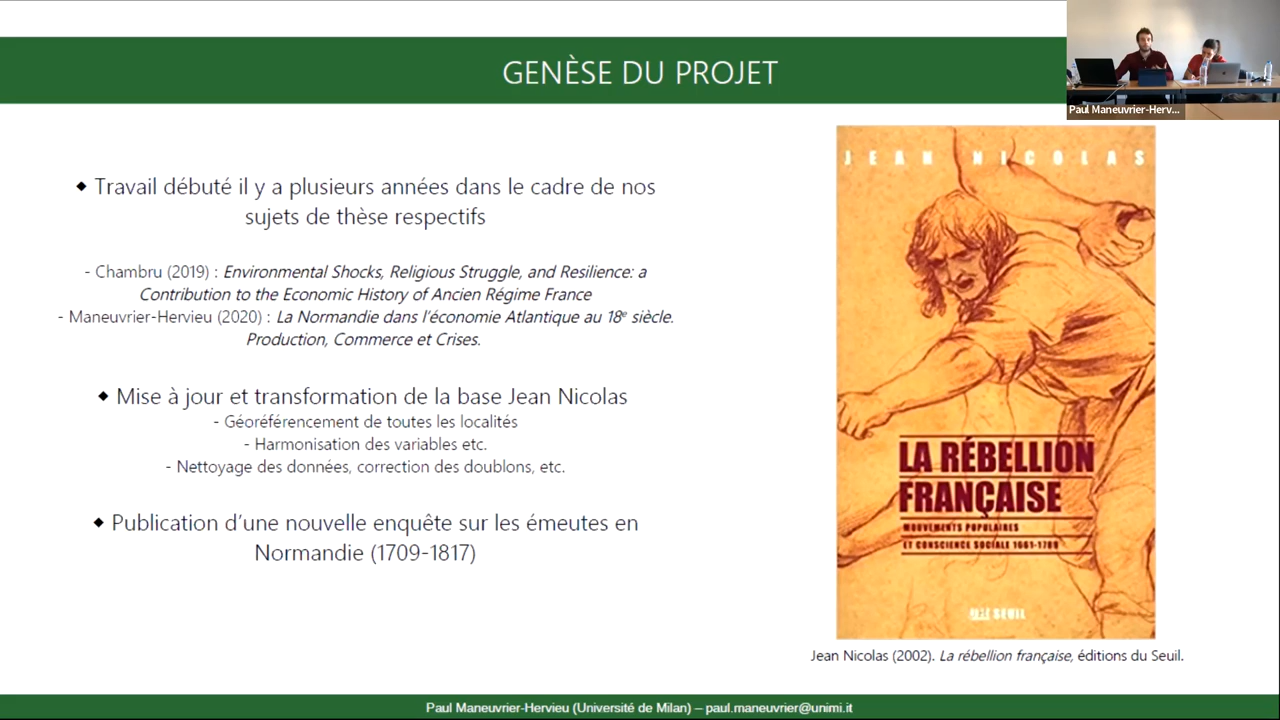 GENÈSE DU PROJET
Paul Maneuvrier-Herv...
◆ Travail débuté il y a plusieurs années dans le cadre de nos
sujets de thèse respectifs
- Chambru (2019) : Environmental Shocks, Religious Struggle, and Resilience: a
Contribution to the Economic History of Ancien Régime France
- Maneuvrier-Hervieu (2020) : La Normandie dans l'économie Atlantique au 18e siècle.
Production, Commerce et Crises.
◆ Mise à jour et transformation de la base Jean Nicolas
- Géoréférencement de toutes les localités
- Harmonisation des variables etc.
- Nettoyage des données, correction des doublons, etc.
◆ Publication d'une nouvelle enquête sur les émeutes en
Normandie (1709-1817)
JEAN NICOLAS
LA RÉBELLION
FRANÇAISE
MOUVEMENTS POPULAIRES
ET CONSCIENCE SOCIALE 1661-1789
SEUIL
Jean Nicolas (2002). La rébellion française, éditions du Seuil.
Paul Maneuvrier-Hervieu (Université de Milan) – paul.maneuvrier@unimi.it